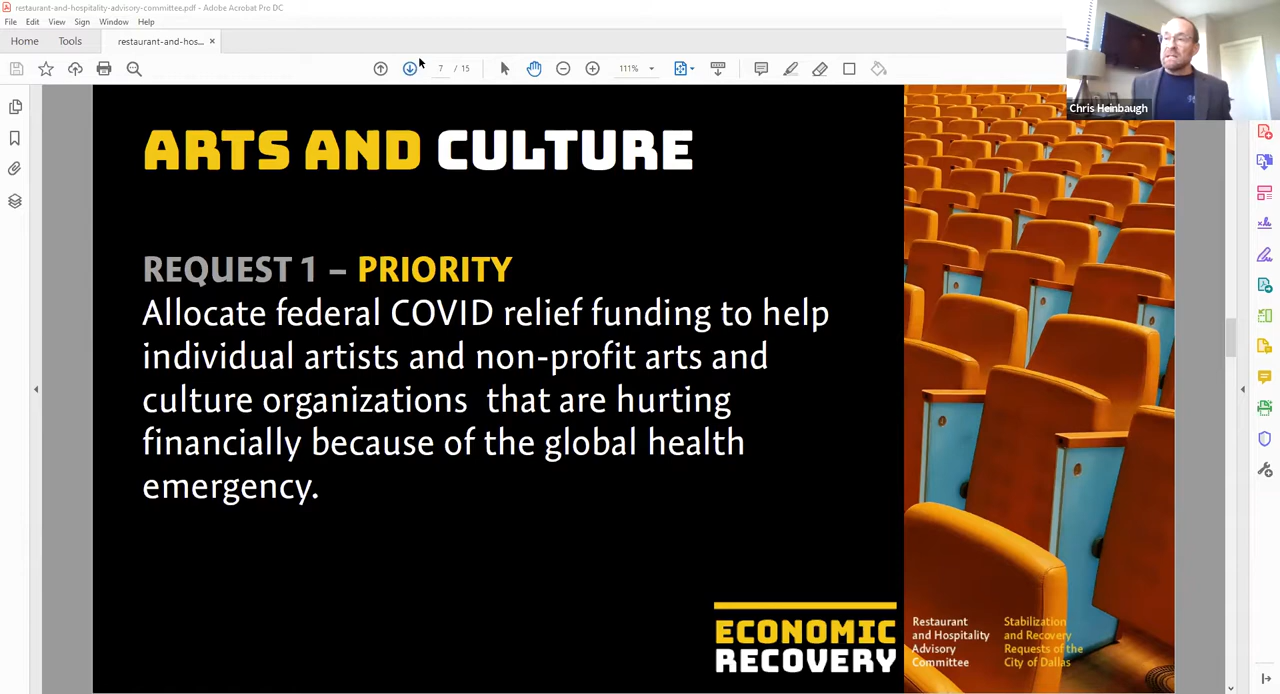 restaurant-and-hospitality-advisory-committee.pdf - Adobe Acrobat Pro DC
File Edit View Sign Window Help
Home Tools restaurant-and-hos... ×
7 / 15 111%
Chris Heinbaugh
ARTS AND CULTURE
REQUEST 1 – PRIORITY
Allocate federal COVID relief funding to help
individual artists and non-profit arts and
culture organizations that are hurting
financially because of the global health
emergency.
ECONOMIC
RECOVERY
Restaurant
and Hospitality
Advisory
Committee
Stabilization
and Recovery
Requests of the
City of Dallas